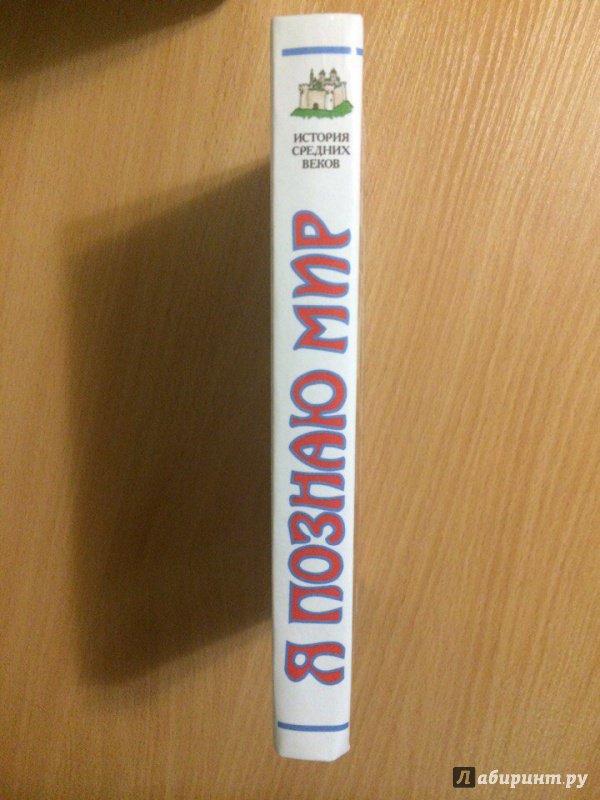 ИСТОРИЯ
СРЕДНИХ
ВЕКОВ
Я ПОЗНАЮ МИР
Лабиринт.ру